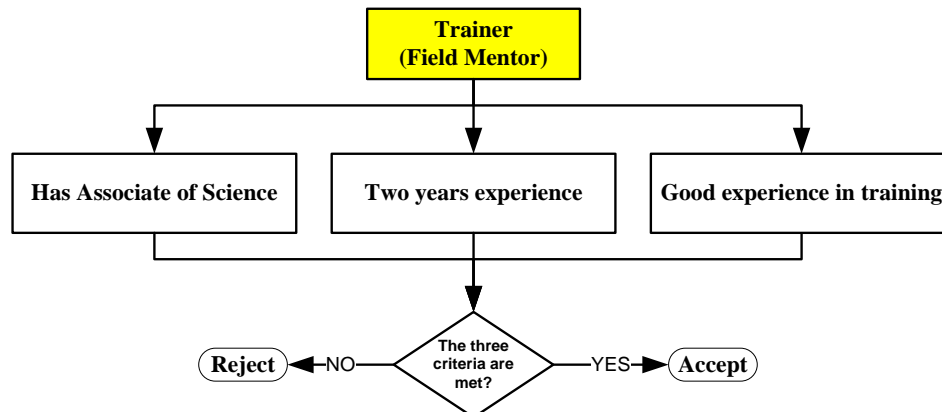 Trainer
(Field Mentor)
Has Associate of Science
Two years experience
Good experience in training
The three
criteria are
met?
Reject
NO
YES
Accept